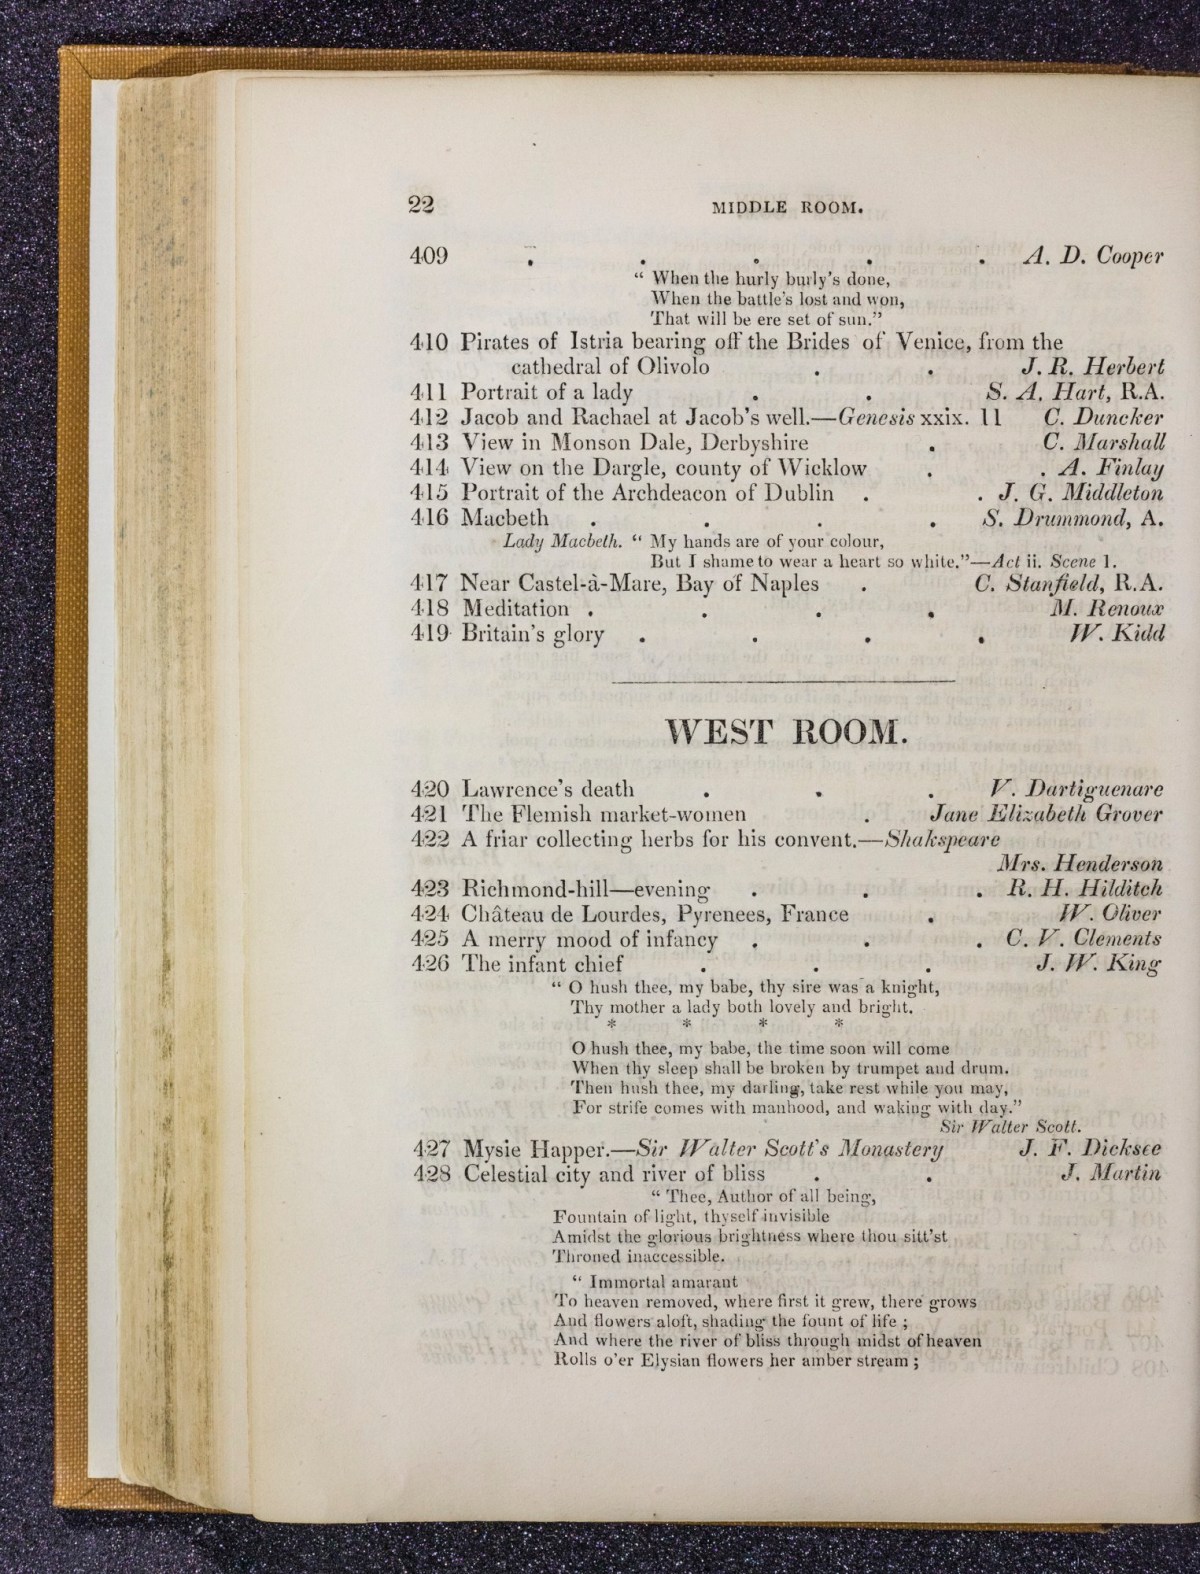 22 MIDDLE ROOM.
409 . . . . . A. D. Cooper
“ When the hurly burly’s done,
When the battle’s lost and won,
That will be ere set of sun.”
410 Pirates of Istria bearing off the Brides of Venice, from the
cathedral of Olivolo . . J. R. Herbert
411 Portrait of a lady . . S. A. Hart, R.A.
412 Jacob and Rachael at Jacob’s well.—Genesis xxix. 11 C. Duncker
413 View in Monson Dale, Derbyshire . C. Marshall
414 View on the Dargle, county of Wicklow . . A. Finlay
415 Portrait of the Archdeacon of Dublin . . J. G. Middleton
416 Macbeth . . . . S. Drummond, A.
Lady Macbeth. “ My hands are of your colour,
But I shame to wear a heart so white.”—Act ii. Scene 1.
417 Near Castel-à-Mare, Bay of Naples . C. Stanfield, R.A.
418 Meditation . . . . M. Renoux
419 Britain’s glory . . . . W. Kidd
WEST ROOM.
420 Lawrence’s death . . . V. Dartiguenare
421 The Flemish market-women . Jane Elizabeth Grover
422 A friar collecting herbs for his convent.—Shakspeare
Mrs. Henderson
423 Richmond-hill—evening . . . R. H. Hilditch
424 Château de Lourdes, Pyrenees, France . W. Oliver
425 A merry mood of infancy . . . C. V. Clements
426 The infant chief . . . J. W. King
“ O hush thee, my babe, thy sire was a knight,
Thy mother a lady both lovely and bright.
* * * *
O hush thee, my babe, the time soon will come
When thy sleep shall be broken by trumpet and drum.
Then hush thee, my darling, take rest while you may,
For strife comes with manhood, and waking with day.”
Sir Walter Scott.
427 Mysie Happer.—Sir Walter Scott’s Monastery J. F. Dicksee
428 Celestial city and river of bliss . . J. Martin
“ Thee, Author of all being,
Fountain of light, thyself invisible
Amidst the glorious brightness where thou sitt’st
Throned inaccessible.
“ Immortal amarant
To heaven removed, where first it grew, there grows
And flowers aloft, shading the fount of life ;
And where the river of bliss through midst of heaven
Rolls o’er Elysian flowers her amber stream ;